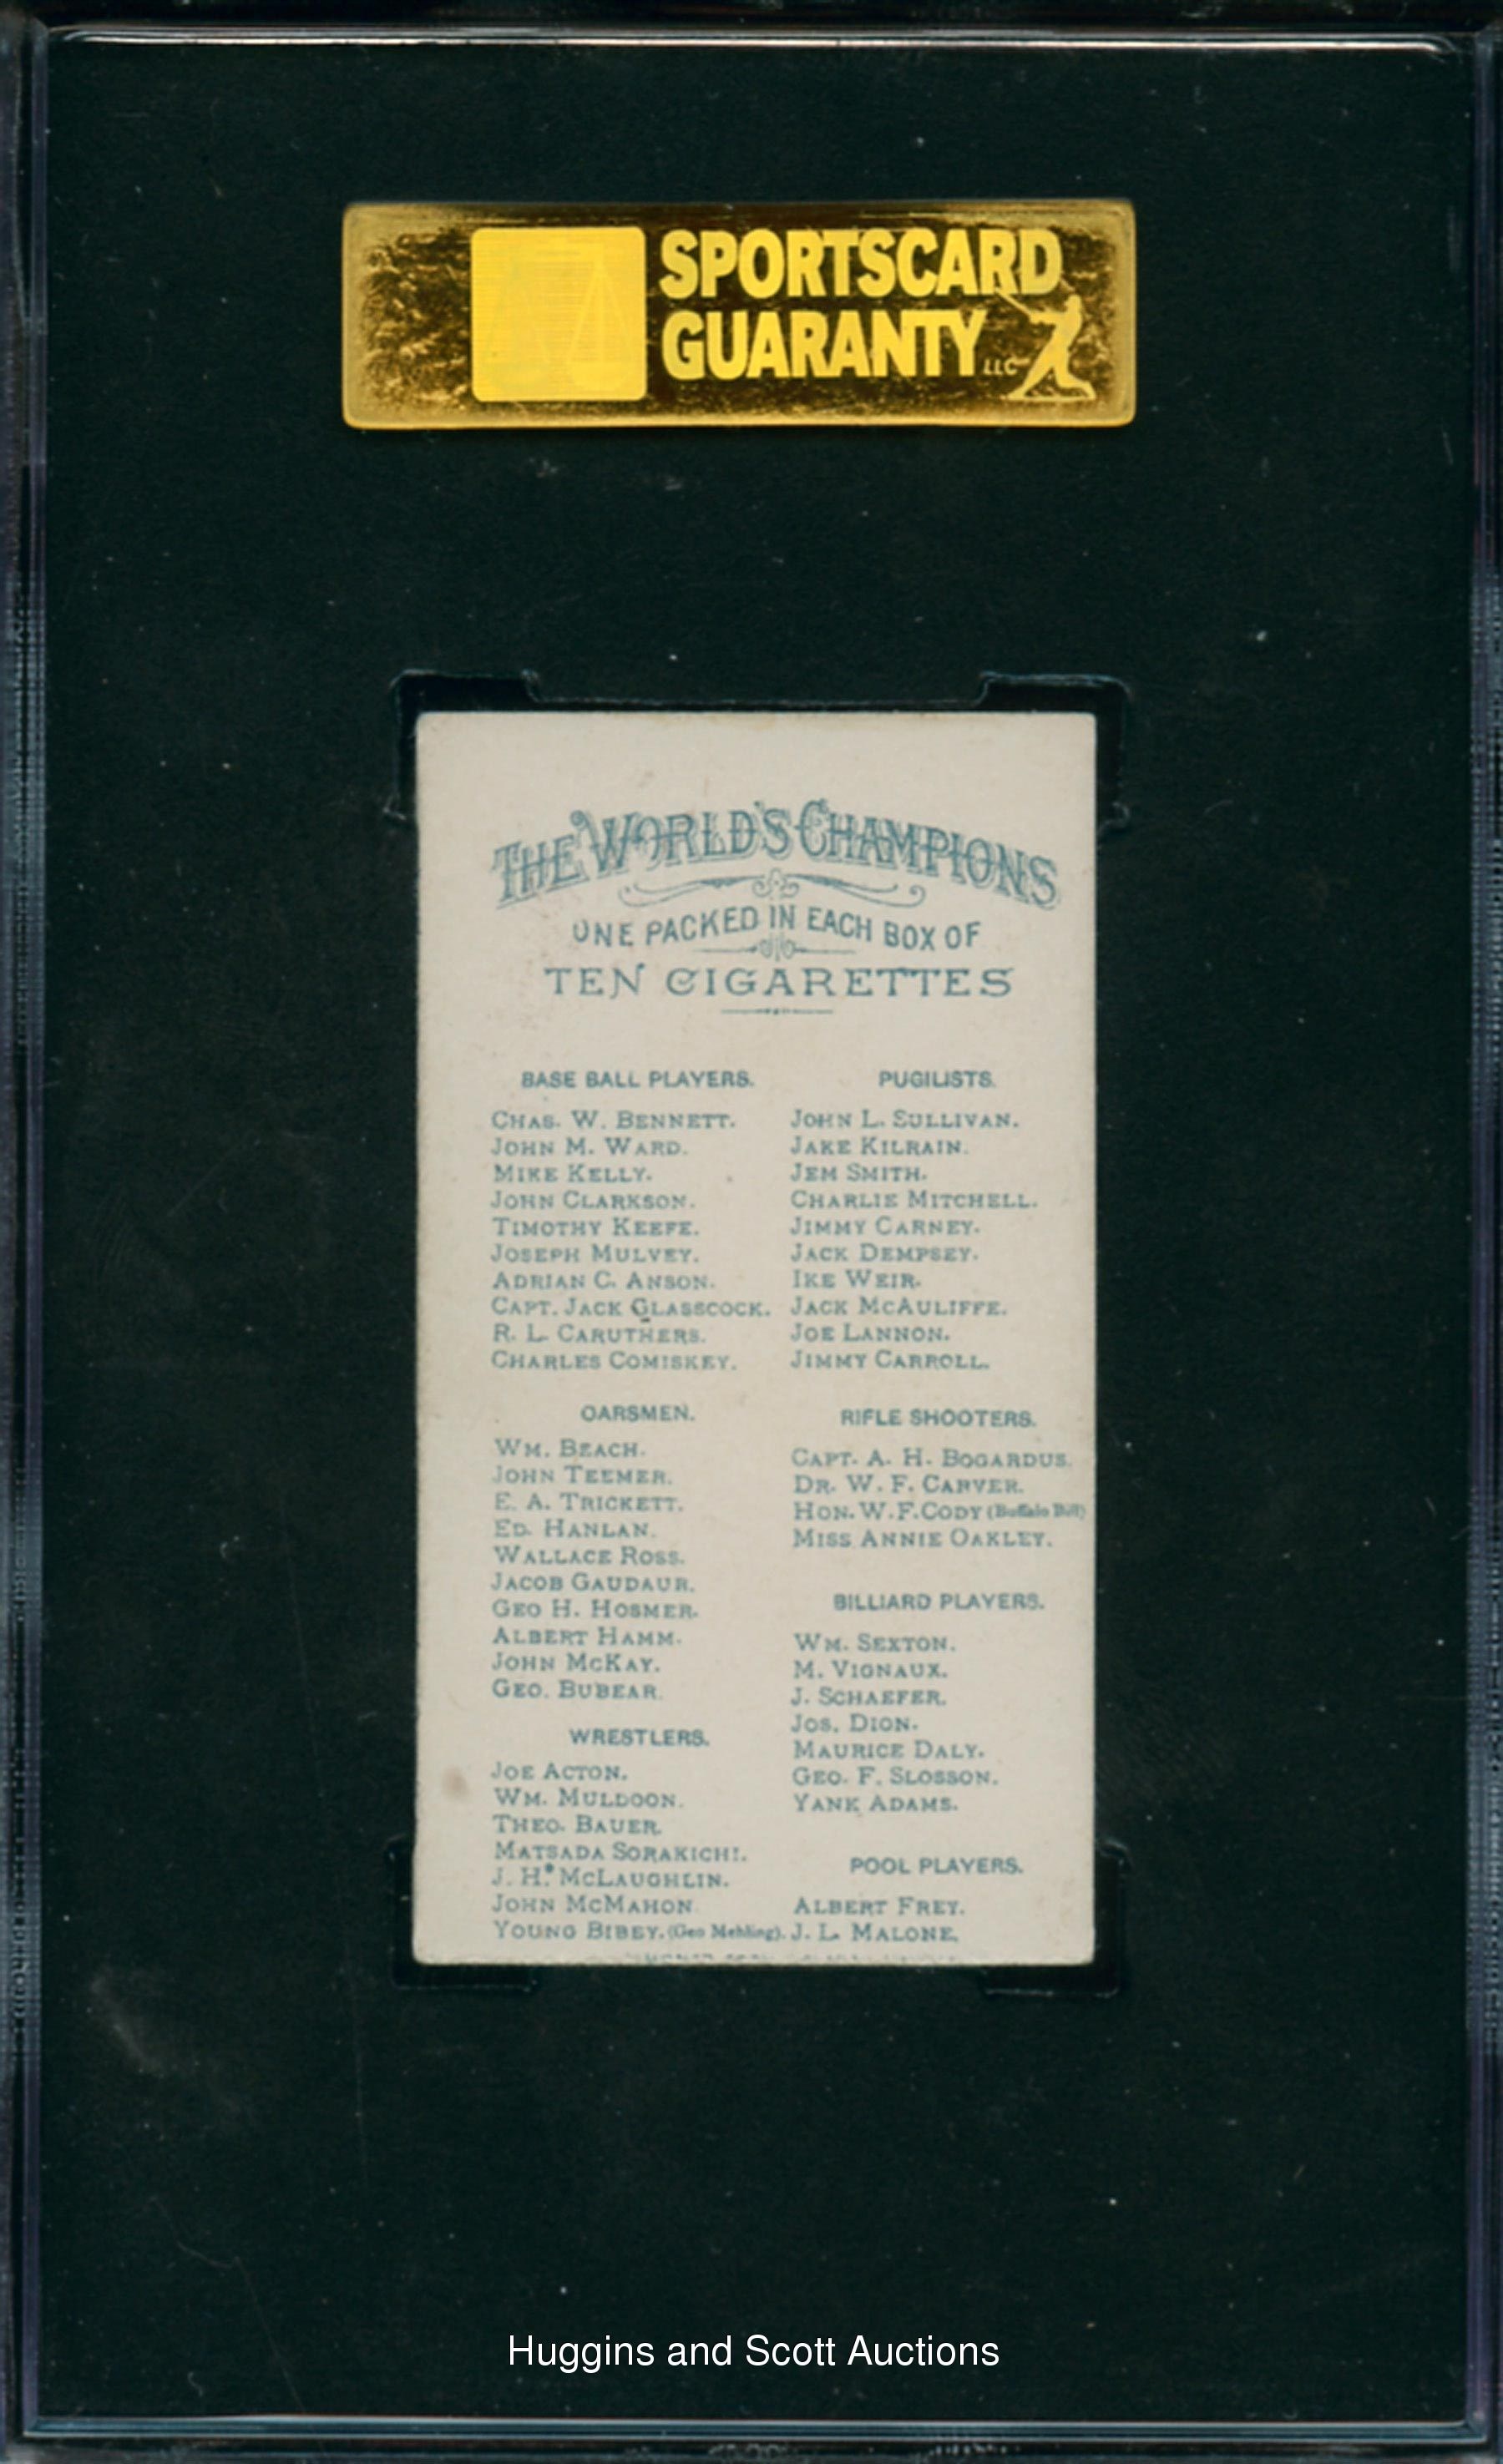 SPORTSCARD
GUARANTY LLC
THE WORLD'S CHAMPIONS
ONE PACKED IN EACH BOX OF
TEN CIGARETTES
BASE BALL PLAYERS.
CHAS. W. BENNETT.
JOHN M. WARD.
MIKE KELLY.
JOHN CLARKSON.
TIMOTHY KEEFE.
JOSEPH MULVEY.
ADRIAN C. ANSON.
CAPT. JACK GLASSCOCK.
R. L. CARUTHERS.
CHARLES COMISKEY.
OARSMEN.
WM. BEACH.
JOHN TEEMER.
E. A. TRICKETT.
ED. HANLAN.
WALLACE ROSS.
JACOB GAUDAUR.
GEO H. HOSMER.
ALBERT HAMM.
JOHN MCKAY.
GEO. BUBEAR.
WRESTLERS.
JOE ACTON.
WM. MULDOON.
THEO. BAUER.
MATSADA SORAKICHI.
J. H. MCLAUGHLIN.
JOHN MCMAHON.
YOUNG BIBEY. (Geo Mehling).
PUGILISTS.
JOHN L. SULLIVAN.
JAKE KILRAIN.
JEM SMITH.
CHARLIE MITCHELL.
JIMMY CARNEY.
JACK DEMPSEY.
IKE WEIR.
JACK MCAULIFFE.
JOE LANNON.
JIMMY CARROLL.
RIFLE SHOOTERS.
CAPT. A. H. BOGARDUS.
DR. W. F. CARVER.
HON. W. F. CODY (Buffalo Bill)
MISS ANNIE OAKLEY.
BILLIARD PLAYERS.
WM. SEXTON.
M. VIGNAUX.
J. SCHAEFER.
JOS. DION.
MAURICE DALY.
GEO. F. SLOSSON.
YANK ADAMS.
POOL PLAYERS.
ALBERT FREY.
J. L. MALONE.
Huggins and Scott Auctions